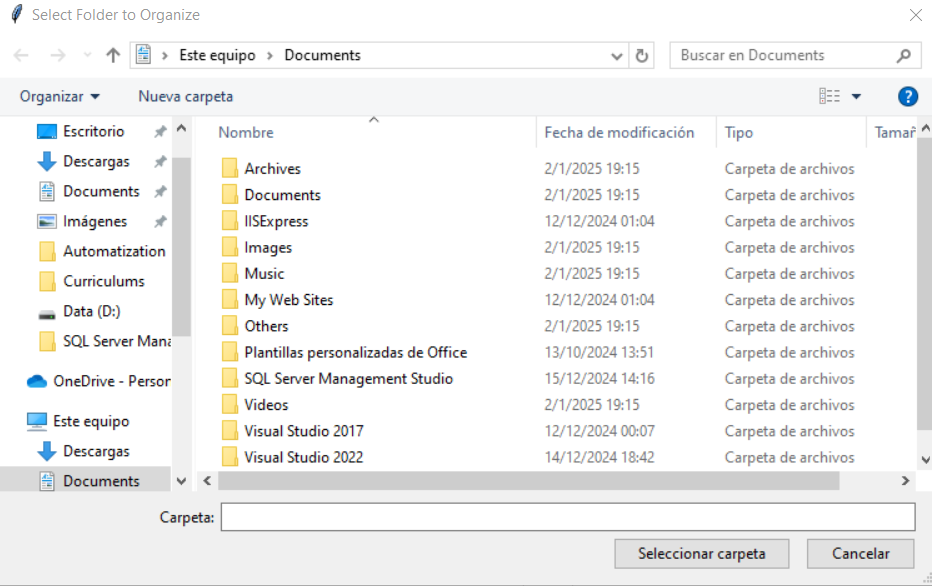 Select Folder to Organize
Este equipo Documents
Buscar en Documents
Organizar Nueva carpeta
?
Escritorio
Descargas
Documents
Imágenes
Automatization
Curriculums
Data (D:)
SQL Server Mana
OneDrive - Person
Este equipo
Descargas
Documents
Nombre Fecha de modificación Tipo Tamañ
Archives 2/1/2025 19:15 Carpeta de archivos
Documents 2/1/2025 19:15 Carpeta de archivos
IISExpress 12/12/2024 01:04 Carpeta de archivos
Images 2/1/2025 19:15 Carpeta de archivos
Music 2/1/2025 19:15 Carpeta de archivos
My Web Sites 12/12/2024 01:04 Carpeta de archivos
Others 2/1/2025 19:15 Carpeta de archivos
Plantillas personalizadas de Office 13/10/2024 13:51 Carpeta de archivos
SQL Server Management Studio 15/12/2024 14:16 Carpeta de archivos
Videos 2/1/2025 19:15 Carpeta de archivos
Visual Studio 2017 12/12/2024 00:07 Carpeta de archivos
Visual Studio 2022 14/12/2024 18:42 Carpeta de archivos
Carpeta:
Seleccionar carpeta Cancelar